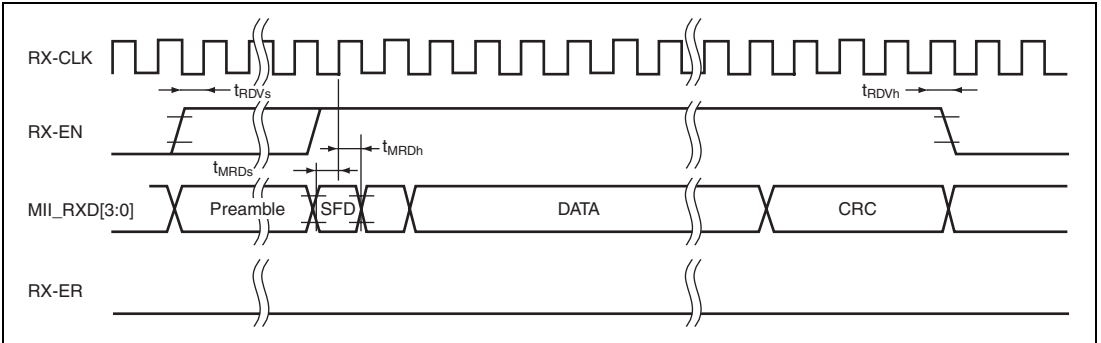 RX-CLK
tRDVs
tRDVh
RX-EN
tMRDh
tMRDs
MII_RXD[3:0]
Preamble
SFD
DATA
CRC
RX-ER